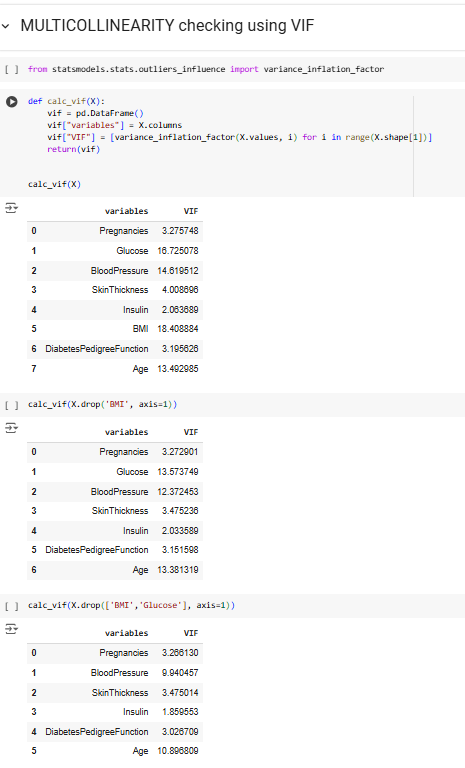 MULTICOLLINEARITY checking using VIF
[ ] from statsmodels.stats.outliers_influence import variance_inflation_factor
def calc_vif(X):
vif = pd.DataFrame()
vif["variables"] = X.columns
vif["VIF"] = [variance_inflation_factor(X.values, i) for i in range(X.shape[1])]
return(vif)
calc_vif(X)
variables VIF
0 Pregnancies 3.275748
1 Glucose 16.725078
2 BloodPressure 14.619512
3 SkinThickness 4.008696
4 Insulin 2.063689
5 BMI 18.408884
6 DiabetesPedigreeFunction 3.195626
7 Age 13.492985
[ ] calc_vif(X.drop('BMI', axis=1))
variables VIF
0 Pregnancies 3.272901
1 Glucose 13.573749
2 BloodPressure 12.372453
3 SkinThickness 3.475236
4 Insulin 2.033589
5 DiabetesPedigreeFunction 3.151598
6 Age 13.381319
[ ] calc_vif(X.drop(['BMI','Glucose'], axis=1))
variables VIF
0 Pregnancies 3.266130
1 BloodPressure 9.940457
2 SkinThickness 3.475014
3 Insulin 1.859553
4 DiabetesPedigreeFunction 3.026709
5 Age 10.896809